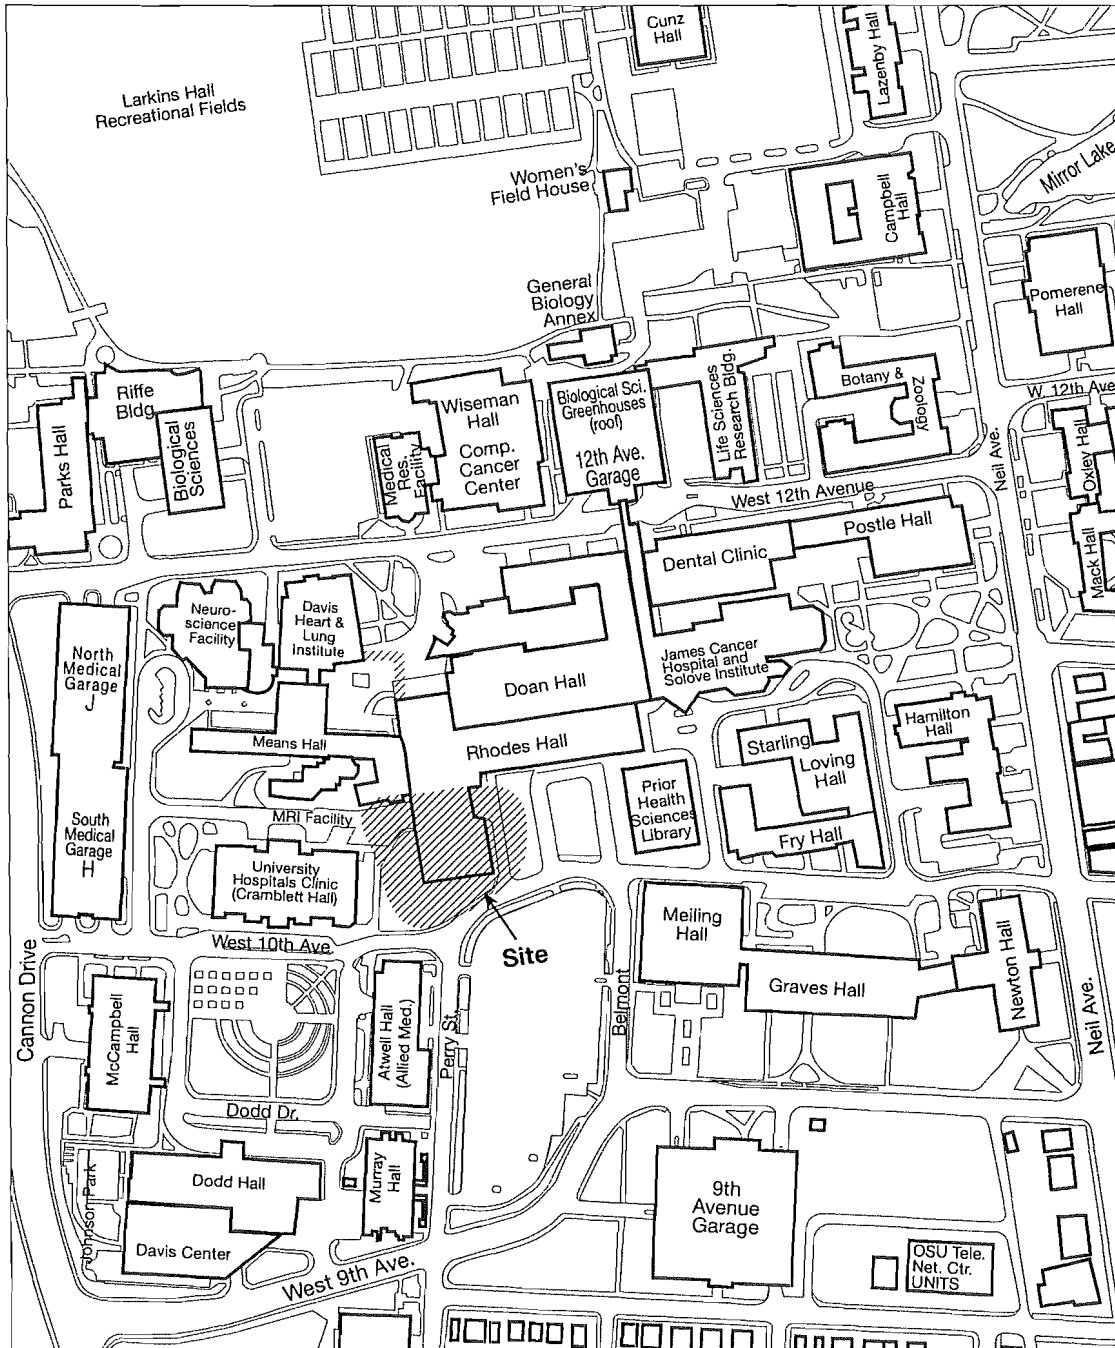 Cunz
Hall
Lazenby Hall
Larkins Hall
Recreational Fields
Women's
Field House
Mirror Lake
Campbell
Hall
General
Biology
Annex
Pomerene
Hall
Riffe
Bldg.
Parks Hall
Biological
Sciences
Wiseman
Hall
Comp.
Cancer
Center
Medical
Res.
Facility
Biological Sci.
Greenhouses
(roof)
12th Ave.
Garage
Life Sciences
Research Bldg.
Botany &
Zoology
W. 12th Ave
Neil Ave.
Oxley Hall
Mack Hall
West 12th Avenue
Dental Clinic
Postle Hall
Neuro-
science
Facility
Davis
Heart &
Lung
Institute
North
Medical
Garage
J
Doan Hall
James Cancer
Hospital and
Solove Institute
Means Hall
Rhodes Hall
Starling
Loving
Hall
Hamilton
Hall
Prior
Health
Sciences
Library
Fry Hall
MRI Facility
South
Medical
Garage
H
University
Hospitals Clinic
(Cramblett Hall)
West 10th Ave.
Site
Meiling
Hall
Graves Hall
Newton Hall
Cannon Drive
McCampbell
Hall
Atwell Hall
(Allied Med.)
Perry St.
Belmont
Neil Ave.
Dodd Dr.
Johnson Park
Dodd Hall
Murray
Hall
Davis Center
West 9th Ave.
9th
Avenue
Garage
OSU Tele.
Net. Ctr.
UNITS